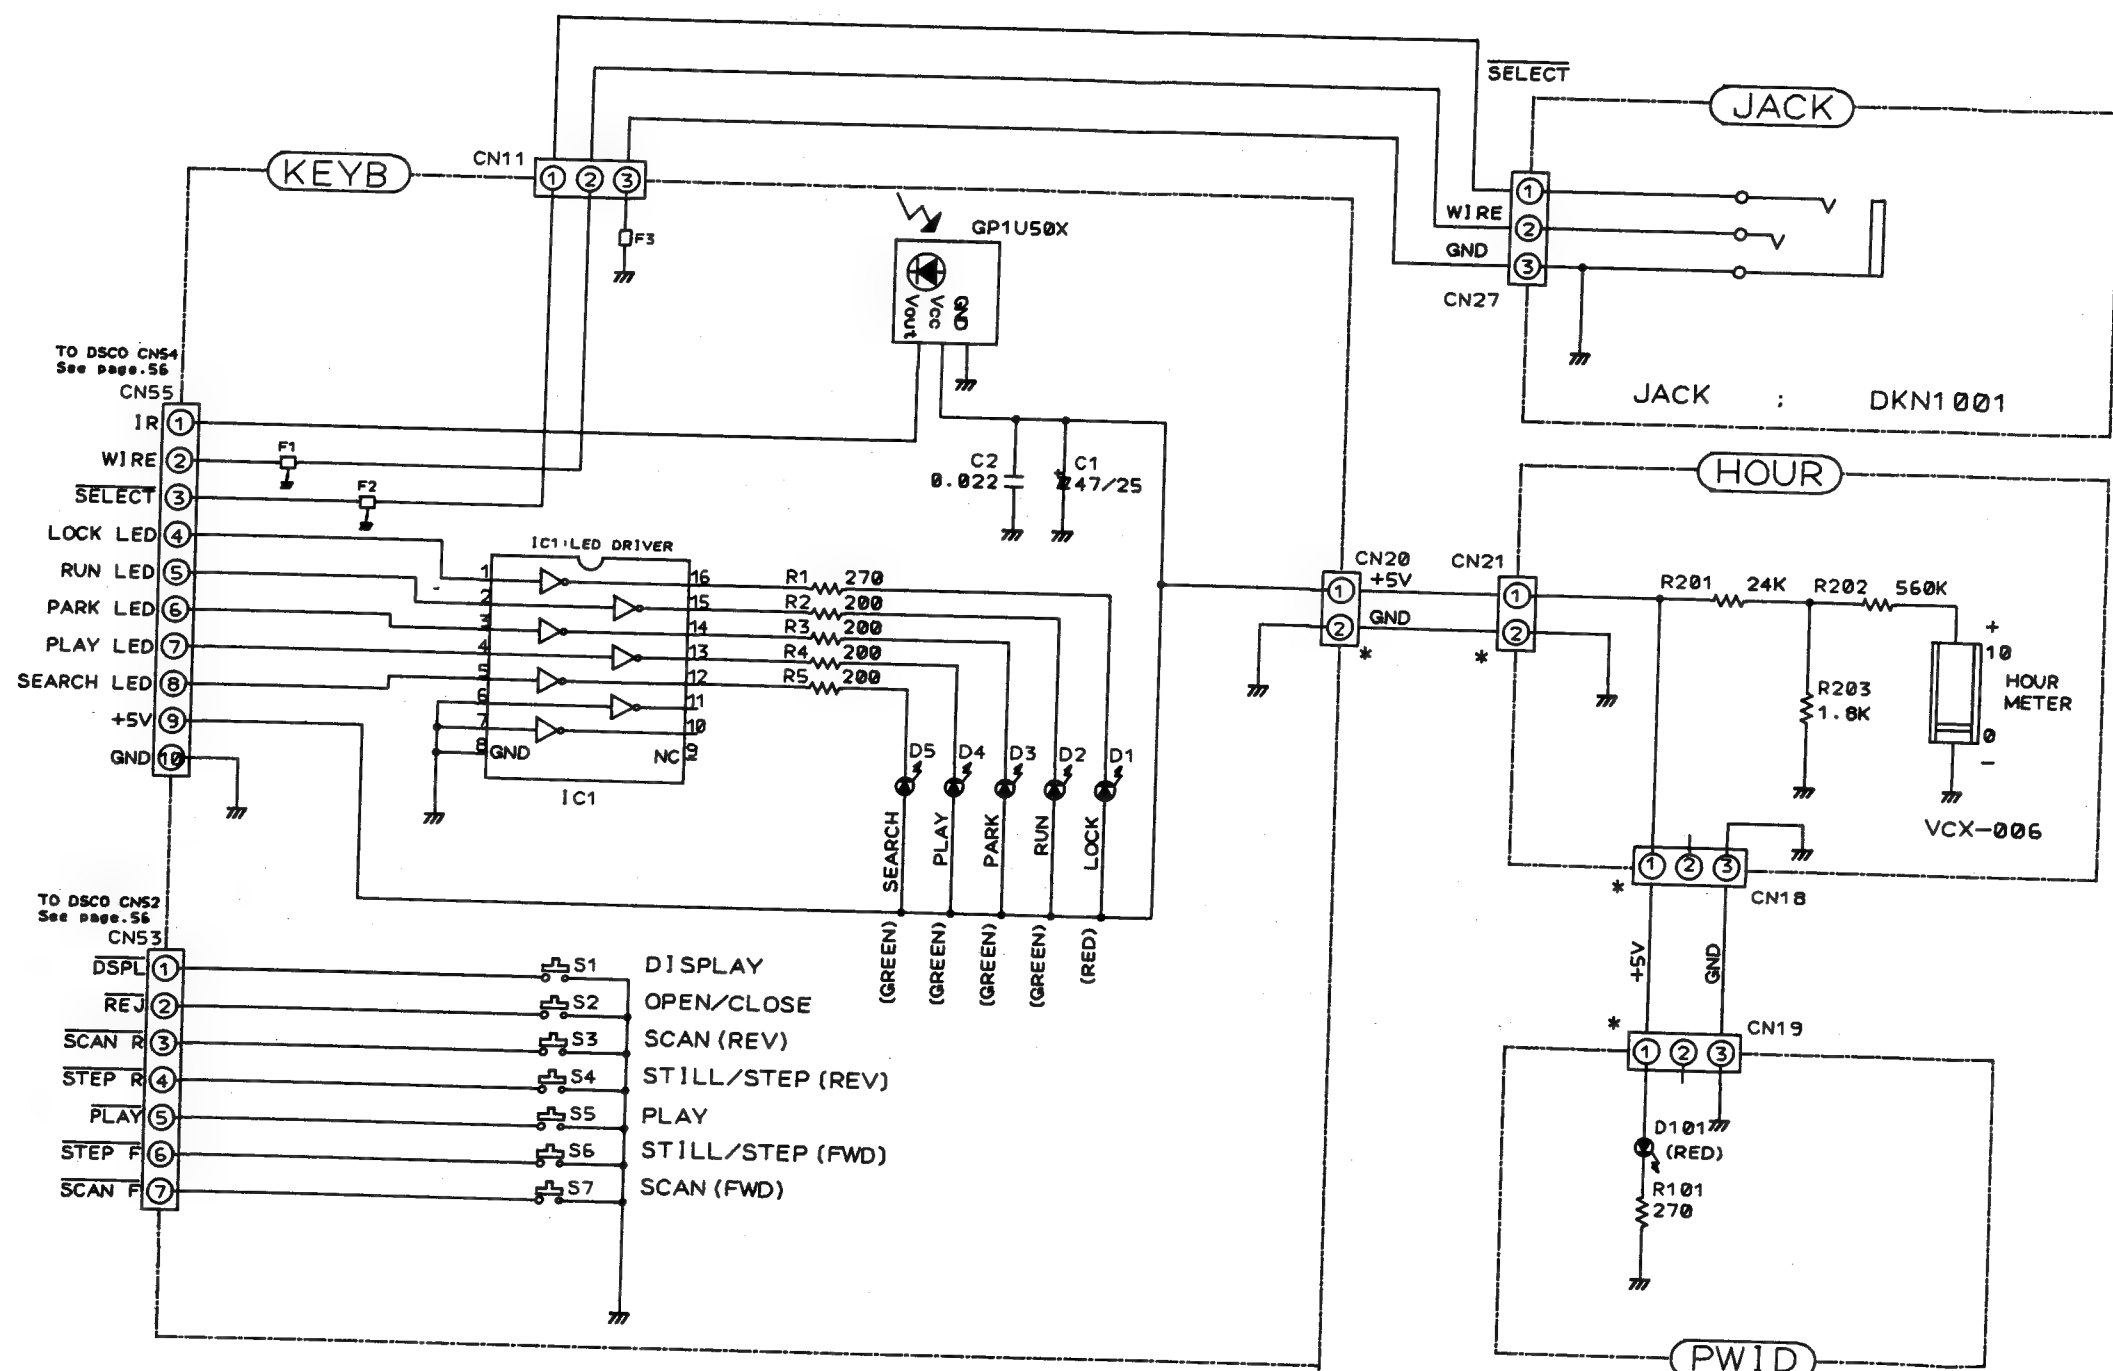 SELECT
JACK
KEYB
CN11
1 2 3
F3
GP1U50X
Vout
Vcc
GND
1
WIRE
2
GND
3
CN27
JACK : DKN1001
TO DSCO CN54
See page.56
CN55
IR 1
WIRE 2
SELECT 3
LOCK LED 4
RUN LED 5
PARK LED 6
PLAY LED 7
SEARCH LED 8
+5V 9
GND 10
F1
F2
C2
0.022
C1
47/25
IC1:LED DRIVER
1 16
2 15
3 14
4 13
5 12
6 11
7 10
8 GND NC 9
IC1
R1 270
R2 200
R3 200
R4 200
R5 200
D5 D4 D3 D2 D1
SEARCH
PLAY
PARK
RUN
LOCK
(GREEN)
(GREEN)
(GREEN)
(GREEN)
(RED)
HOUR
CN20
+5V
CN21
1 1
GND
2 2
* *
R201 24K
R202 560K
R203
1.8K
+
10
HOUR
METER
0
-
VCX-006
1 2 3
*
CN18
+5V
GND
*
CN19
1 2 3
D101
(RED)
R101
270
PWID
TO DSCO CN52
See page.56
CN53
DSPL 1 S1 DISPLAY
REJ 2 S2 OPEN/CLOSE
SCAN R 3 S3 SCAN(REV)
STEP R 4 S4 STILL/STEP(REV)
PLAY 5 S5 PLAY
STEP F 6 S6 STILL/STEP(FWD)
SCAN F 7 S7 SCAN(FWD)